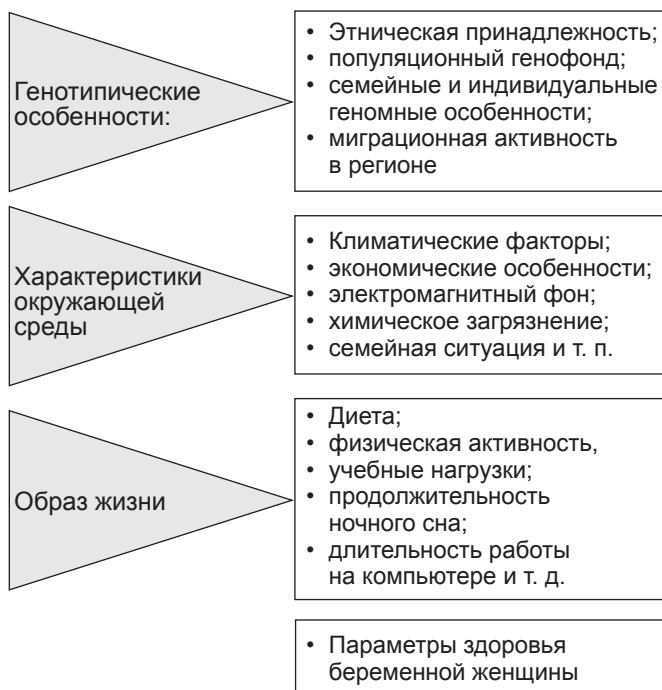 Генотипические
особенности:
• Этническая принадлежность;
• популяционный генофонд;
• семейные и индивидуальные
геномные особенности;
• миграционная активность
в регионе
Характеристики
окружающей
среды
• Климатические факторы;
• экономические особенности;
• электромагнитный фон;
• химическое загрязнение;
• семейная ситуация и т. п.
Образ жизни
• Диета;
• физическая активность,
• учебные нагрузки;
• продолжительность
ночного сна;
• длительность работы
на компьютере и т. д.
• Параметры здоровья
беременной женщины